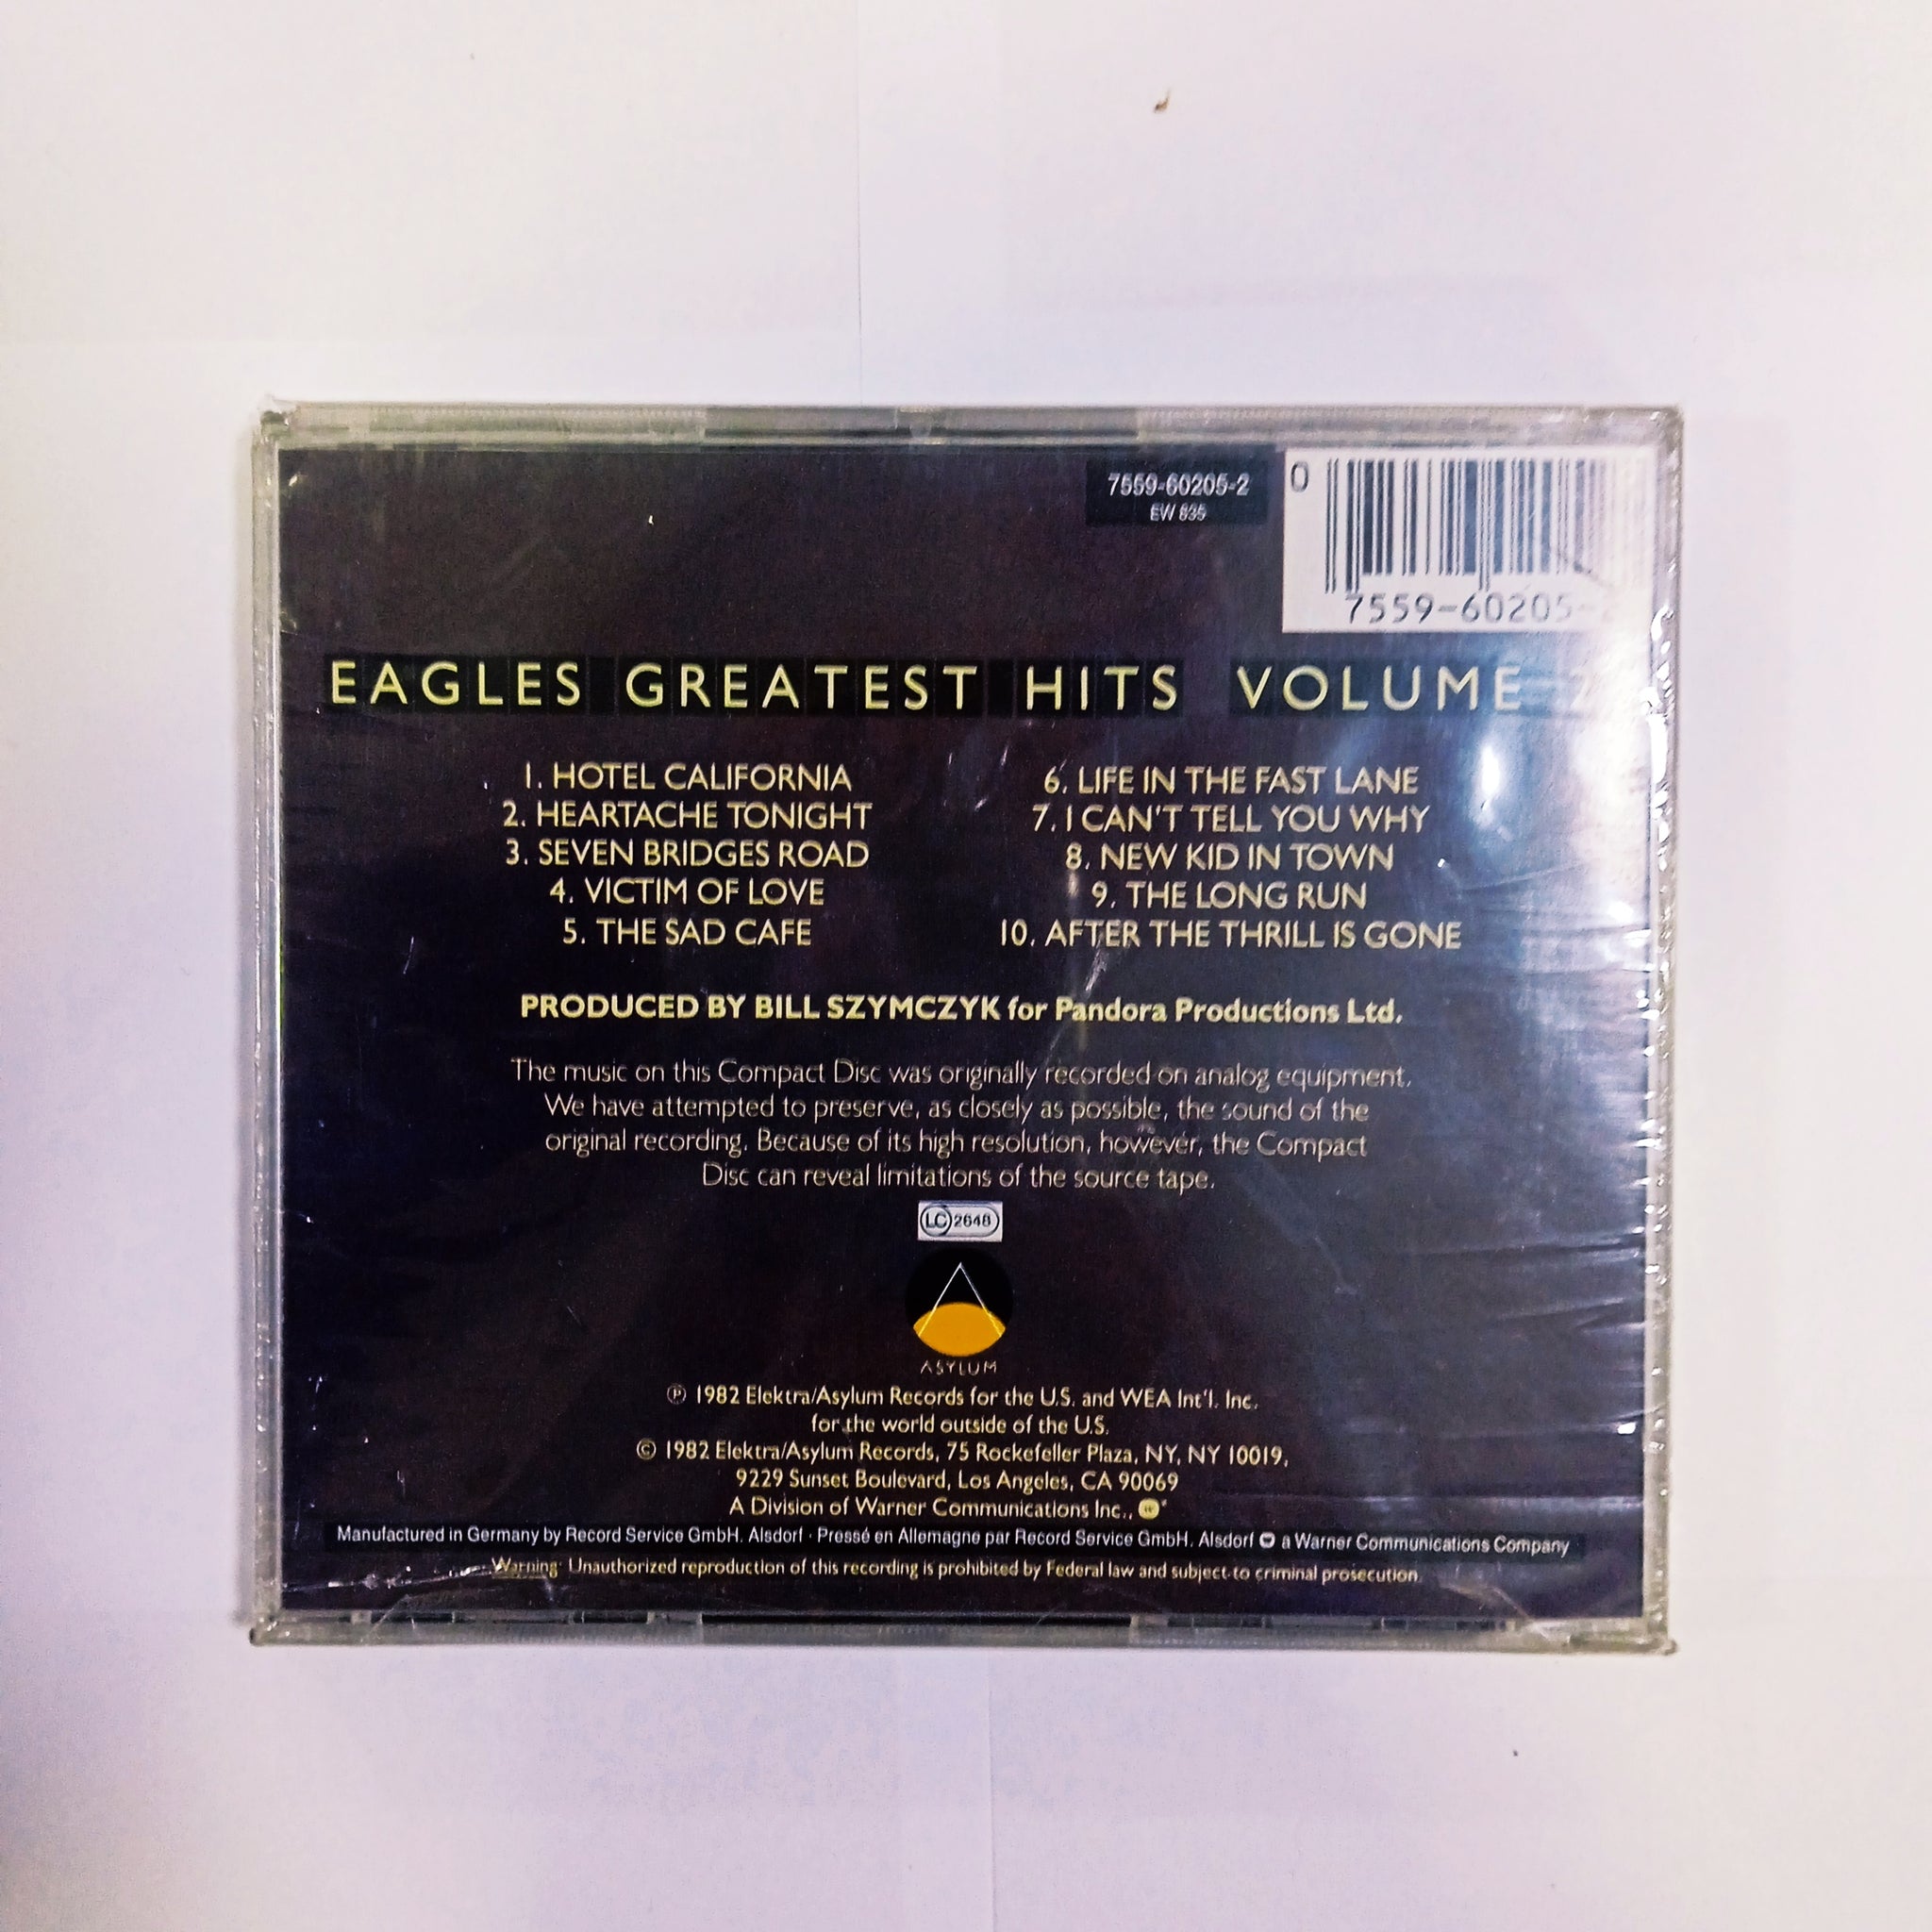 7559-60205-2
EW 835
0
7559-60205-
EAGLES GREATEST HITS VOLUME 2
1. HOTEL CALIFORNIA
2. HEARTACHE TONIGHT
3. SEVEN BRIDGES ROAD
4. VICTIM OF LOVE
5. THE SAD CAFE
6. LIFE IN THE FAST LANE
7. I CAN'T TELL YOU WHY
8. NEW KID IN TOWN
9. THE LONG RUN
10. AFTER THE THRILL IS GONE
PRODUCED BY BILL SZYMCZYK for Pandora Productions Ltd.
The music on this Compact Disc was originally recorded on analog equipment.
We have attempted to preserve, as closely as possible, the sound of the
original recording. Because of its high resolution, however, the Compact
Disc can reveal limitations of the source tape.
LC 2648
ASYLUM
℗ 1982 Elektra/Asylum Records for the U.S. and WEA Int'l. Inc.
for the world outside of the U.S.
© 1982 Elektra/Asylum Records, 75 Rockefeller Plaza, NY, NY 10019,
9229 Sunset Boulevard, Los Angeles, CA 90069
A Division of Warner Communications Inc.,
Manufactured in Germany by Record Service GmbH. Alsdorf · Pressé en Allemagne par Record Service GmbH. Alsdorf a Warner Communications Company
Warning: Unauthorized reproduction of this recording is prohibited by Federal law and subject to criminal prosecution.